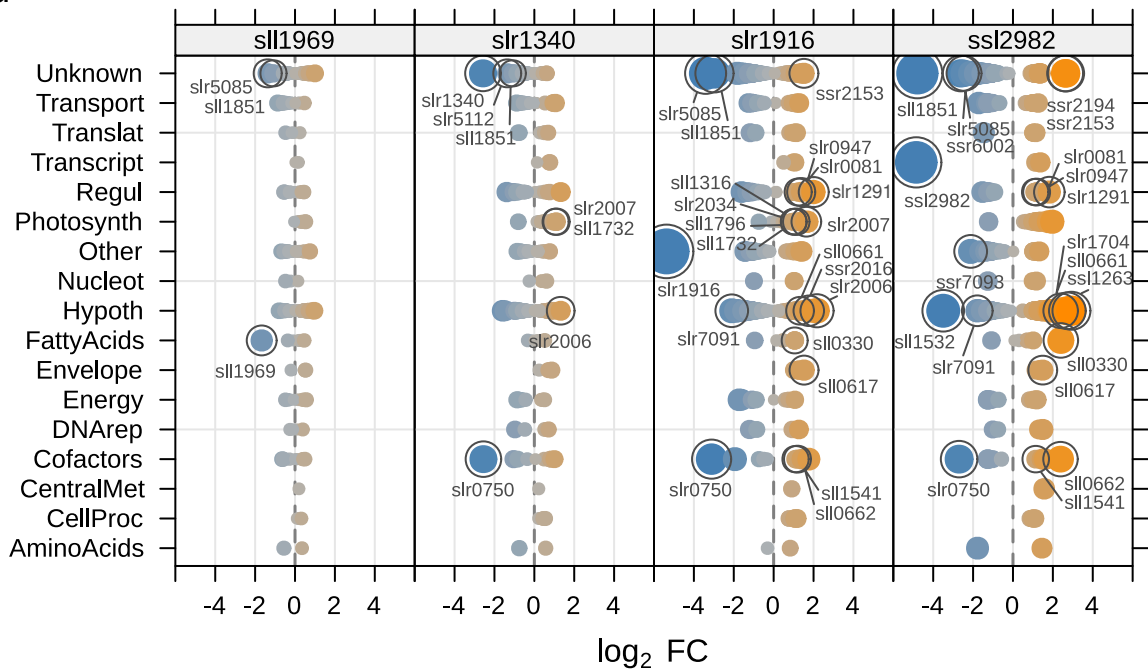 sll1969 slr1340 slr1916 ssl2982
Unknown
Transport
Translat
Transcript
Regul
Photosynth
Other
Nucleot
Hypoth
FattyAcids
Envelope
Energy
DNArep
Cofactors
CentralMet
CellProc
AminoAcids
slr5085
sll1851
sll1969
slr1340
slr5112
sll1851
slr2007
sll1732
slr2006
slr0750
slr5085
sll1851
ssr2153
slr0947
slr0081
slr1291
sll1316
slr2034
sll1796
sll1732
slr2007
slr1916
sll0661
ssr2016
slr2006
slr7091
sll0330
sll0617
slr0750
sll1541
sll0662
sll1851
slr5085
ssr6002
ssr2194
ssr2153
ssl2982
slr0081
slr0947
slr1291
ssr7093
slr1704
sll0661
ssl1263
sll1532
slr7091
sll0330
sll0617
slr0750
sll0662
sll1541
-4 -2 0 2 4 -4 -2 0 2 4 -4 -2 0 2 4 -4 -2 0 2 4
log2 FC